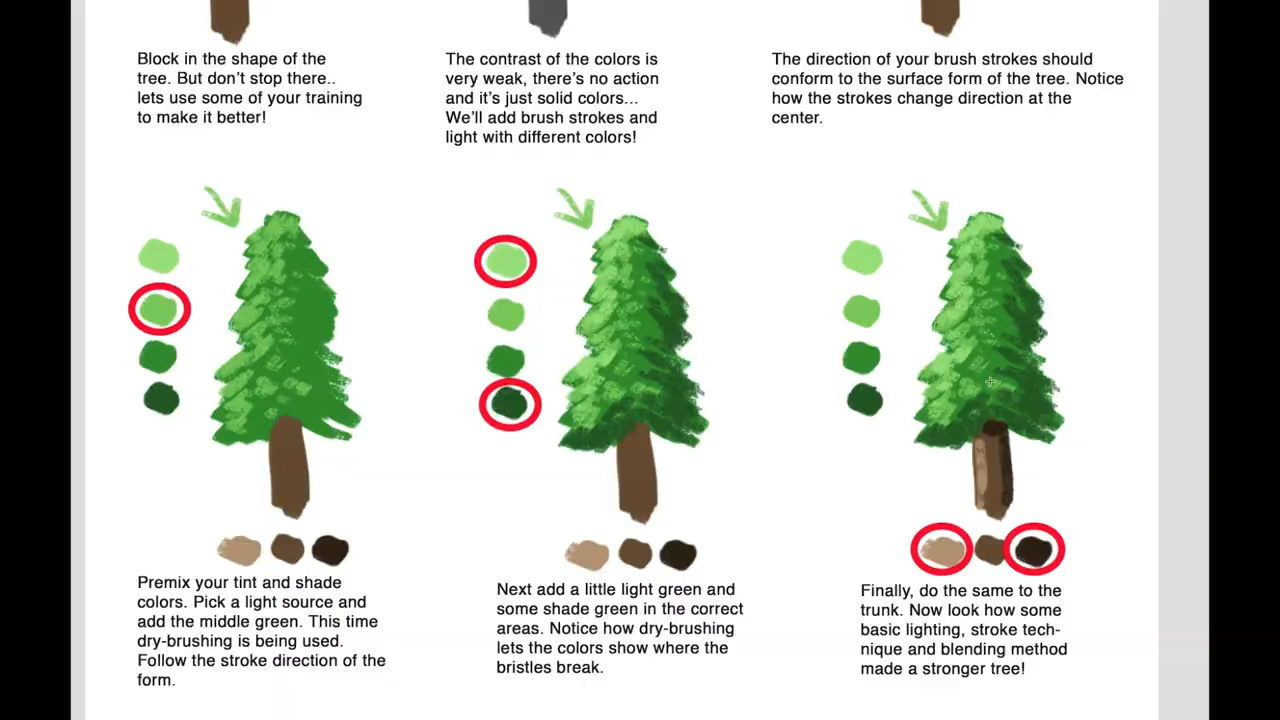 Block in the shape of the
tree. But don't stop there..
lets use some of your training
to make it better!
The contrast of the colors is
very weak, there's no action
and it's just solid colors...
We'll add brush strokes and
light with different colors!
The direction of your brush strokes should
conform to the surface form of the tree. Notice
how the strokes change direction at the
center.
Premix your tint and shade
colors. Pick a light source and
add the middle green. This time
dry-brushing is being used.
Follow the stroke direction of the
form.
Next add a little light green and
some shade green in the correct
areas. Notice how dry-brushing
lets the colors show where the
bristles break.
Finally, do the same to the
trunk. Now look how some
basic lighting, stroke tech-
nique and blending method
made a stronger tree!